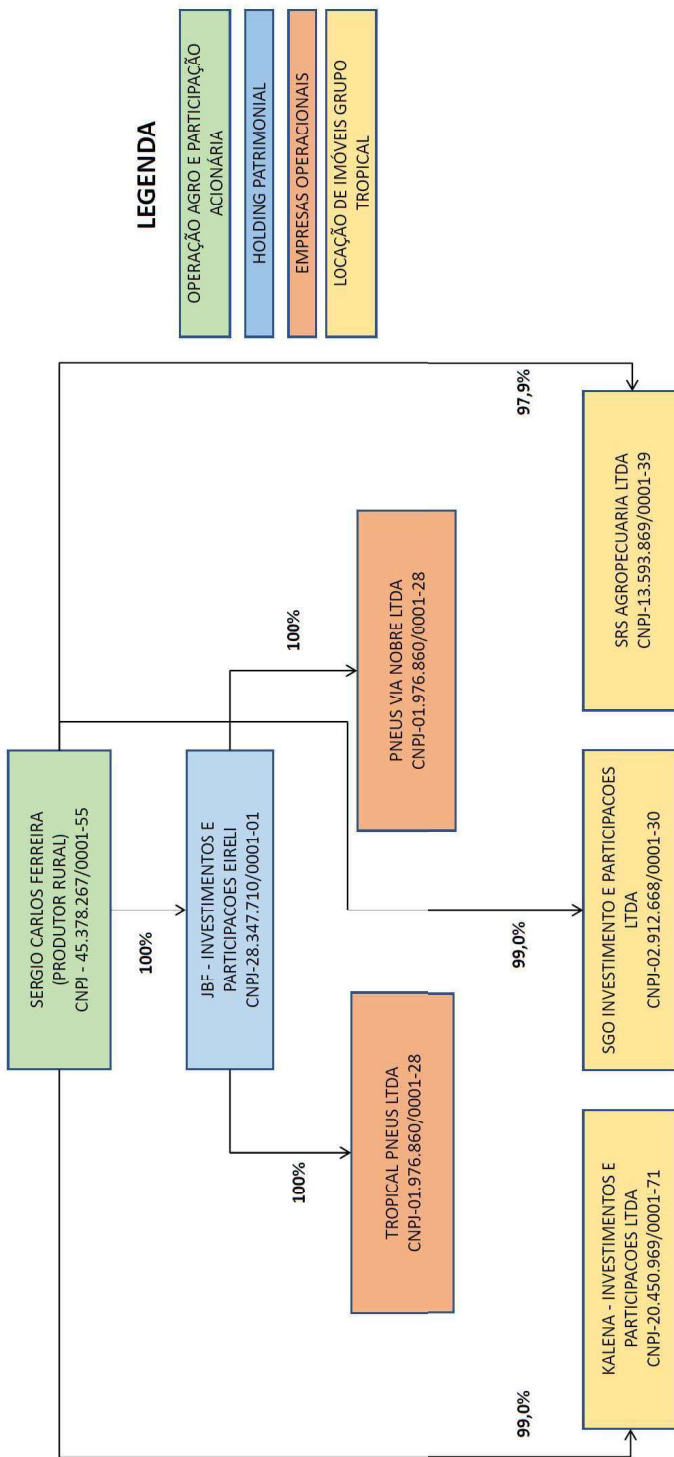 SERGIO CARLOS FERREIRA
(PRODUTOR RURAL)
CNPJ - 45.378.267/0001-55
100%
JBF - INVESTIMENTOS E
PARTICIPACOES EIRELI
CNPJ-28.347.710/0001-01
100%
100%
TROPICAL PNEUS LTDA
CNPJ-01.976.860/0001-28
PNEUS VIA NOBRE LTDA
CNPJ-01.976.860/0001-28
99,0%
99,0%
97,9%
KALENA - INVESTIMENTOS E
PARTICIPACOES LTDA
CNPJ-20.450.969/0001-71
SGO INVESTIMENTO E PARTICIPACOES
LTDA
CNPJ-02.912.668/0001-30
SRS AGROPECUARIA LTDA
CNPJ-13.593.869/0001-39
LEGENDA
OPERAÇÃO AGRO E PARTICIPAÇÃO
ACIONÁRIA
HOLDING PATRIMONIAL
EMPRESAS OPERACIONAIS
LOCAÇÃO DE IMÓVEIS GRUPO
TROPICAL